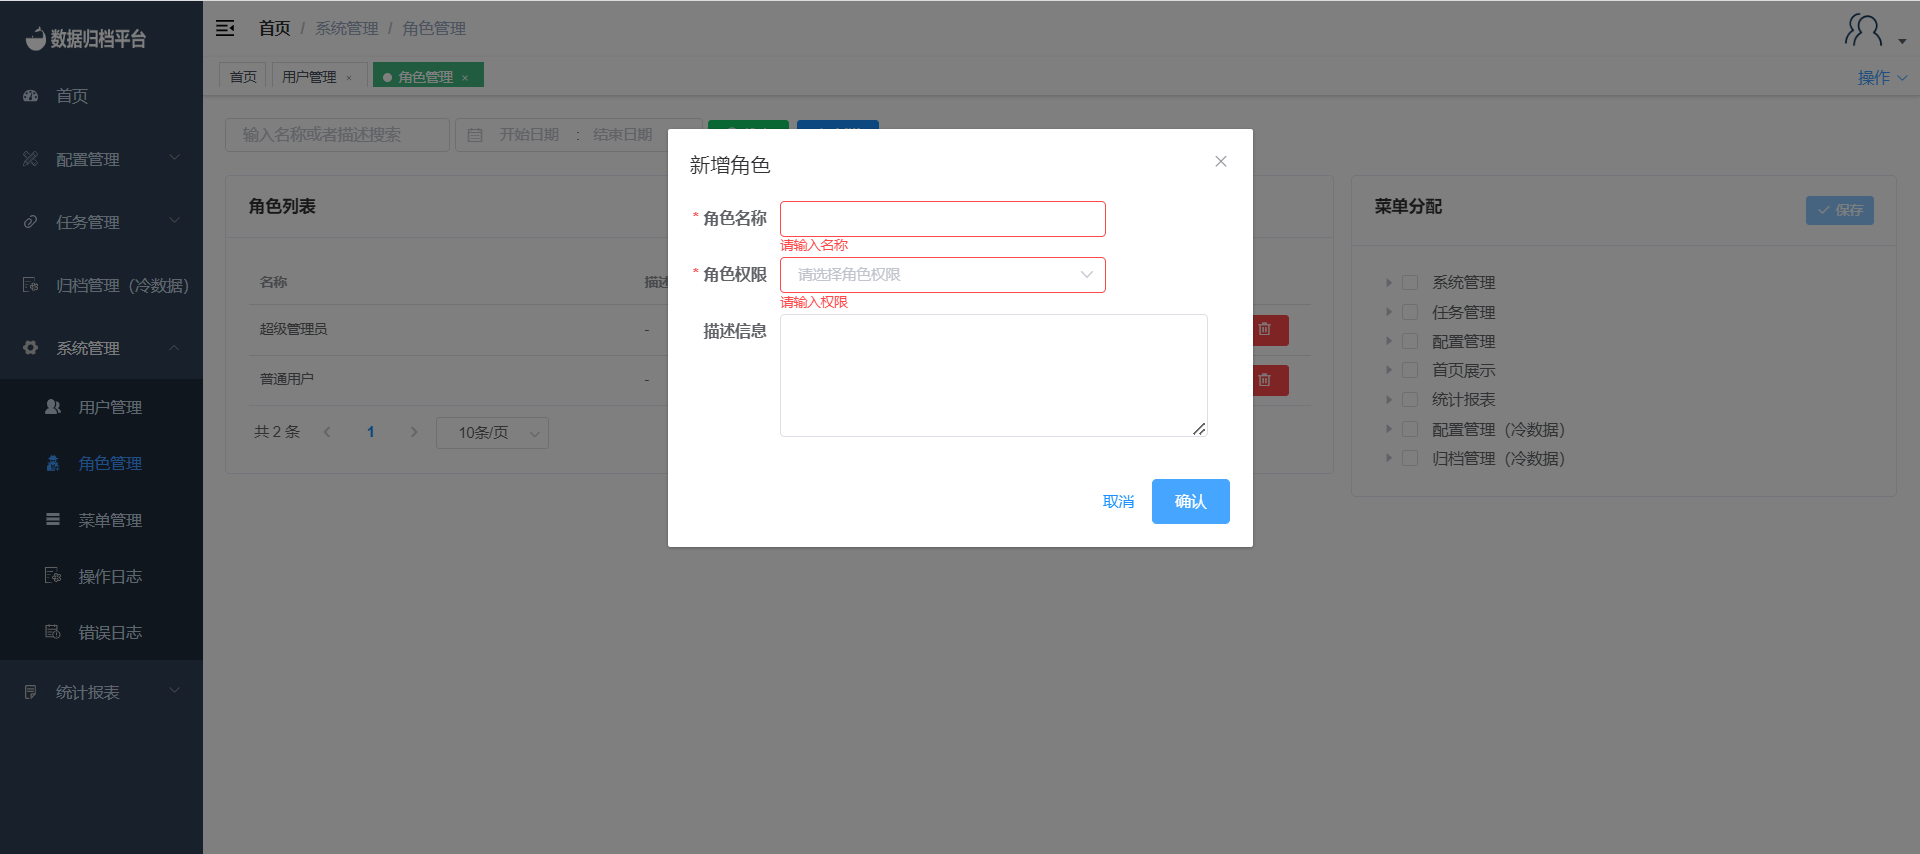 数据归档平台
首页
配置管理
任务管理
归档管理（冷数据）
系统管理
用户管理
角色管理
菜单管理
操作日志
错误日志
统计报表
首页 / 系统管理 / 角色管理
首页 用户管理 × 角色管理 ×
操作
输入名称或者描述搜索 开始日期 : 结束日期
角色列表
名称 描述
超级管理员 -
普通用户 -
共 2 条 1 10条/页
新增角色
* 角色名称
请输入名称
* 角色权限 请选择角色权限
请输入权限
描述信息
取消 确认
菜单分配 保存
系统管理
任务管理
配置管理
首页展示
统计报表
配置管理（冷数据）
归档管理（冷数据）